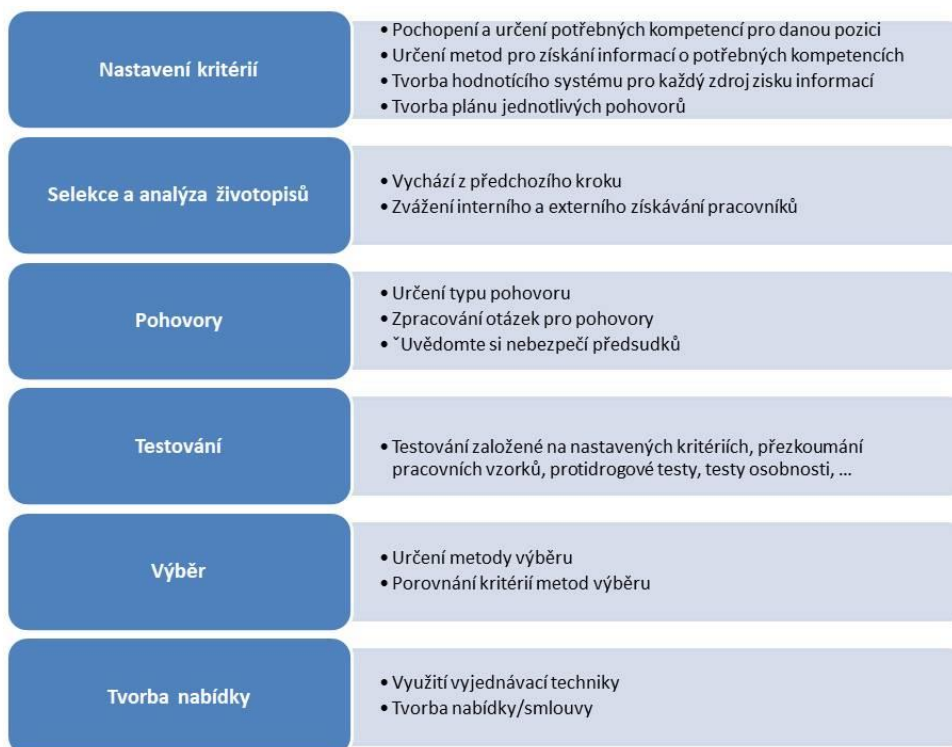 Nastavení kritérií
• Pochopení a určení potřebných kompetencí pro danou pozici
• Určení metod pro získání informací o potřebných kompetencích
• Tvorba hodnotícího systému pro každý zdroj zisku informací
• Tvorba plánu jednotlivých pohovorů
Selekce a analýza životopisů
• Vychází z předchozího kroku
• Zvážení interního a externího získávání pracovníků
Pohovory
• Určení typu pohovoru
• Zpracování otázek pro pohovory
• ˇUvědomte si nebezpečí předsudků
Testování
• Testování založené na nastavených kritériích, přezkoumání
pracovních vzorků, protidrogové testy, testy osobnosti, ...
Výběr
• Určení metody výběru
• Porovnání kritérií metod výběru
Tvorba nabídky
• Využití vyjednávací techniky
• Tvorba nabídky/smlouvy